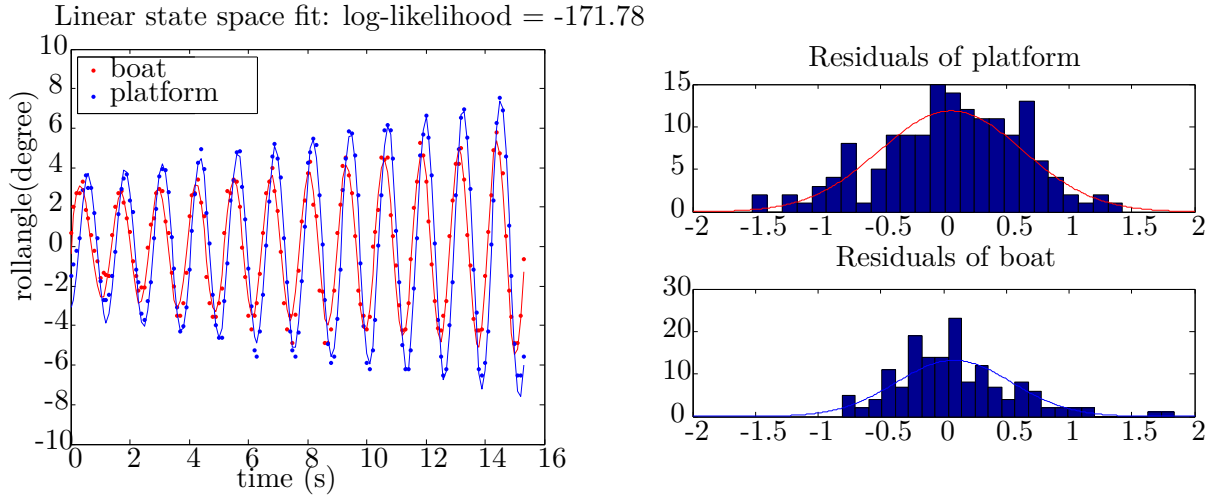 Linear state space fit: log-likelihood = -171.78
10
8
6
4
2
0
-2
-4
-6
-8
-10
rollangle(degree)
boat
platform
0 2 4 6 8 10 12 14 16
time (s)
Residuals of platform
15
10
5
0
-2 -1.5 -1 -0.5 0 0.5 1 1.5 2
Residuals of boat
30
20
10
0
-2 -1.5 -1 -0.5 0 0.5 1 1.5 2